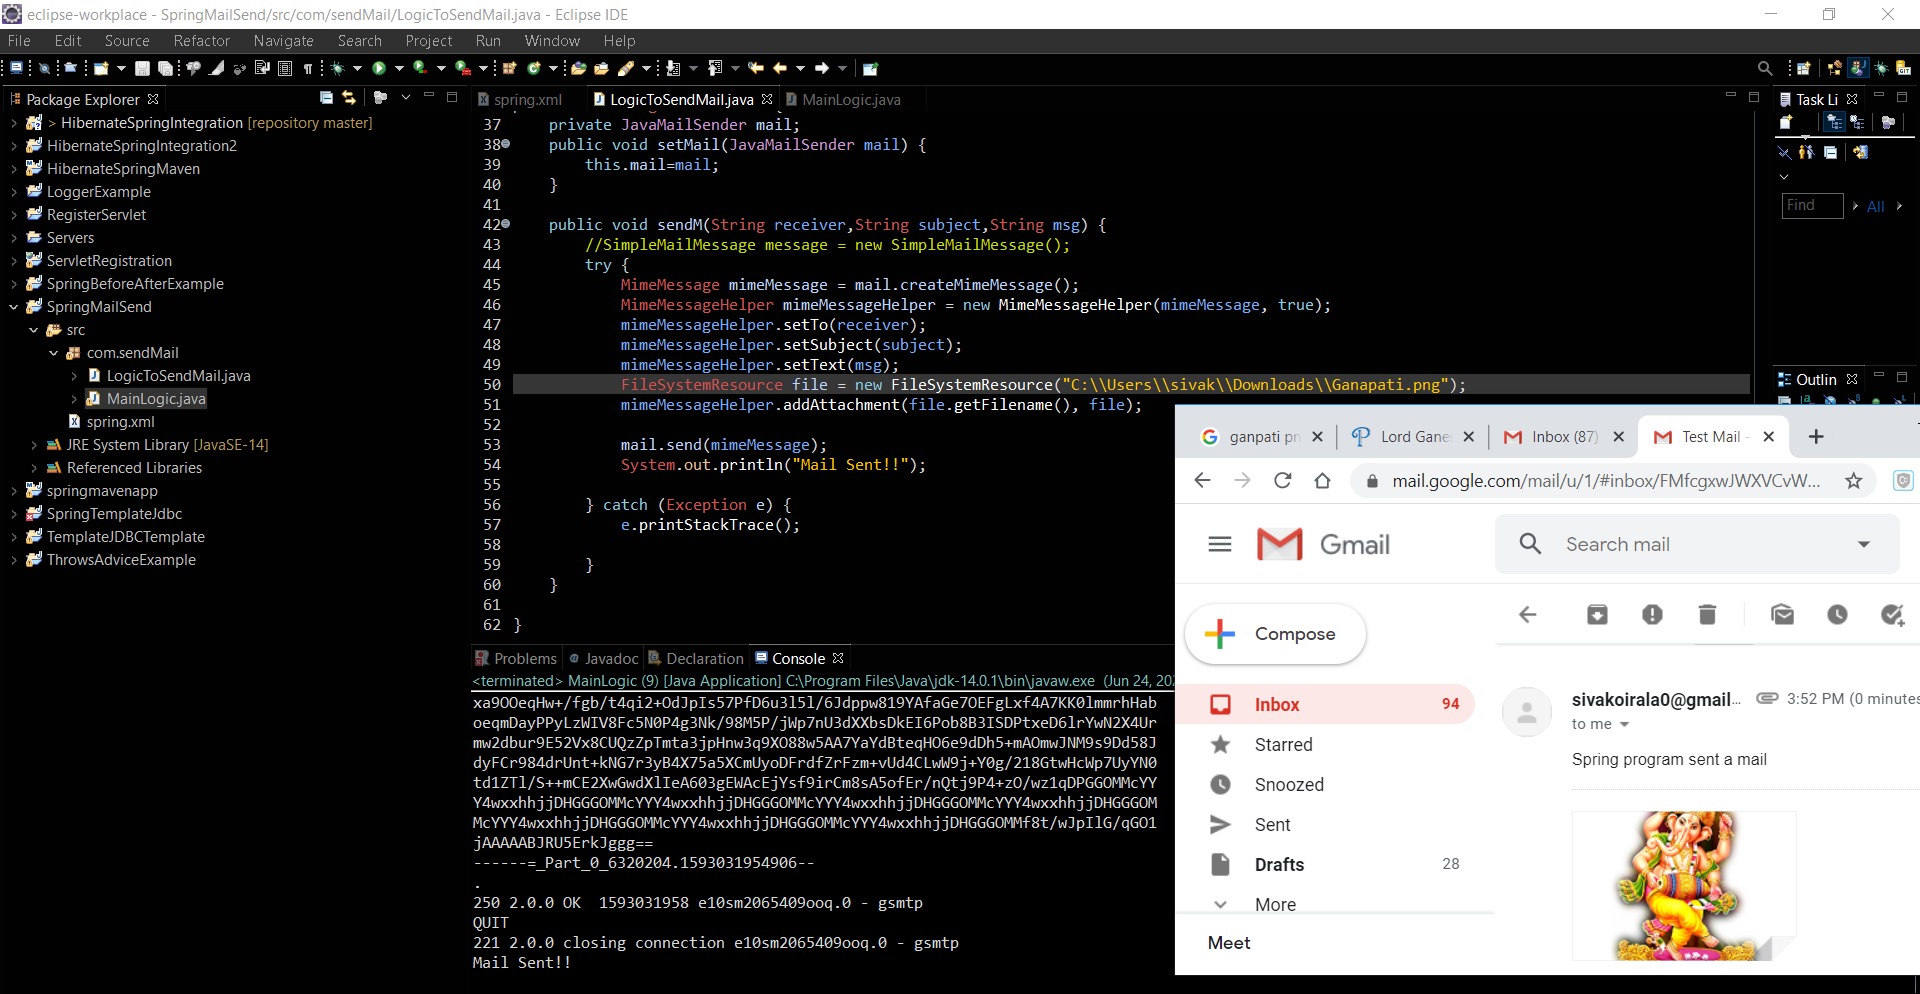 eclipse-workplace - SpringMailSend/src/com/sendMail/LogicToSendMail.java - Eclipse IDE
File Edit Source Refactor Navigate Search Project Run Window Help
Package Explorer
> HibernateSpringIntegration [repository master]
HibernateSpringIntegration2
HibernateSpringMaven
LoggerExample
RegisterServlet
Servers
ServletRegistration
SpringBeforeAfterExample
SpringMailSend
src
com.sendMail
LogicToSendMail.java
MainLogic.java
spring.xml
JRE System Library [JavaSE-14]
Referenced Libraries
springmavenapp
SpringTemplateJdbc
TemplateJDBCTemplate
ThrowsAdviceExample
spring.xml LogicToSendMail.java MainLogic.java
37 private JavaMailSender mail;
38 public void setMail(JavaMailSender mail) {
39 this.mail=mail;
40 }
41
42 public void sendM(String receiver,String subject,String msg) {
43 //SimpleMailMessage message = new SimpleMailMessage();
44 try {
45 MimeMessage mimeMessage = mail.createMimeMessage();
46 MimeMessageHelper mimeMessageHelper = new MimeMessageHelper(mimeMessage, true);
47 mimeMessageHelper.setTo(receiver);
48 mimeMessageHelper.setSubject(subject);
49 mimeMessageHelper.setText(msg);
50 FileSystemResource file = new FileSystemResource("C:\\Users\\sivak\\Downloads\\Ganapati.png");
51 mimeMessageHelper.addAttachment(file.getFilename(), file);
52
53 mail.send(mimeMessage);
54 System.out.println("Mail Sent!!");
55
56 } catch (Exception e) {
57 e.printStackTrace();
58
59 }
60 }
61
62 }
Problems Javadoc Declaration Console
<terminated> MainLogic (9) [Java Application] C:\Program Files\Java\jdk-14.0.1\bin\javaw.exe (Jun 24, 202
xa9OOeqHw+/fgb/t4qi2+OdJpIs57PfD6u3l5l/6Jdppw819YAfaGe7OEFgLxf4A7KK0lmmrhHab
oeqmDayPPyLzWIV8Fc5N0P4g3Nk/98M5P/jWp7nU3dXXbsDkEI6Pob8B3ISDPtxeD6lrYwN2X4Ur
mw2dbur9E52Vx8CUQzZpTmta3jpHnw3q9XO88w5AA7YaYdBteqHO6e9dDh5+mAOmwJNM9s9Dd58J
dyFCr984drUnt+kNG7r3yB4X75a5XCmUyoDFrdfZrFzm+vUd4CLwW9j+Y0g/218GtwHcWp7UyYN0
td1ZTl/S++mCE2XwGwdXlIeA603gEWAcEjYsf9irCm8sA5ofEr/nQtj9P4+zO/wz1qDPGGOMMcYY
Y4wxxhhjjDHGGGOMMcYYY4wxxhhjjDHGGGOMMcYYY4wxxhhjjDHGGGOMMcYYY4wxxhhjjDHGGGOM
McYYY4wxxhhjjDHGGGOMMcYYY4wxxhhjjDHGGGOMMcYYY4wxxhhjjDHGGGOMMf8t/wJpIlG/qGO1
jAAAAABJRU5ErkJggg==
------=_Part_0_6320204.1593031954906--
.
250 2.0.0 OK  1593031958 e10sm2065409ooq.0 - gsmtp
QUIT
221 2.0.0 closing connection e10sm2065409ooq.0 - gsmtp
Mail Sent!!
Task Li
Find All
Outlin
ganpati pn Lord Gane Inbox (87) Test Mail -
mail.google.com/mail/u/1/#inbox/FMfcgxwJWXVCvW...
Gmail
Search mail
Compose
Inbox 94
Starred
Snoozed
Sent
Drafts 28
More
Meet
sivakoirala0@gmail... 3:52 PM (0 minutes
to me
Spring program sent a mail